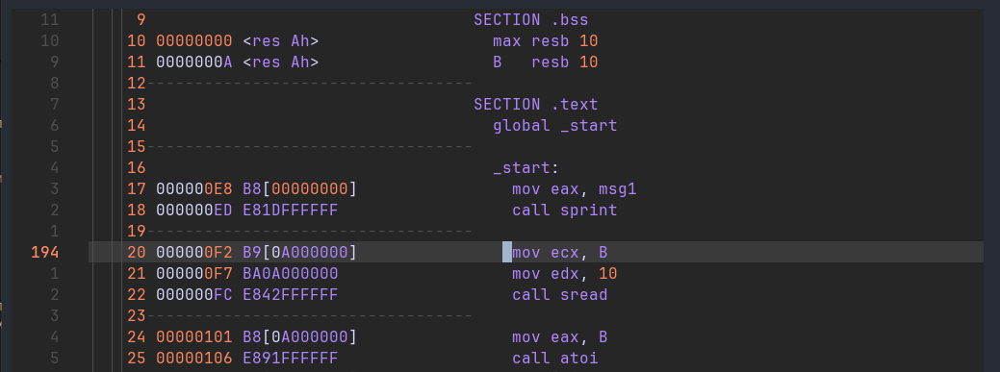 11 9 SECTION .bss
10 10 00000000 <res Ah> max resb 10
9 11 0000000A <res Ah> B resb 10
8 12----------------------------------
7 13 SECTION .text
6 14 global _start
5 15----------------------------------
4 16 _start:
3 17 000000E8 B8[00000000] mov eax, msg1
2 18 000000ED E81DFFFFFF call sprint
1 19----------------------------------
194 20 000000F2 B9[0A000000] mov ecx, B
1 21 000000F7 BA0A000000 mov edx, 10
2 22 000000FC E842FFFFFF call sread
3 23----------------------------------
4 24 00000101 B8[0A000000] mov eax, B
5 25 00000106 E891FFFFFF call atoi